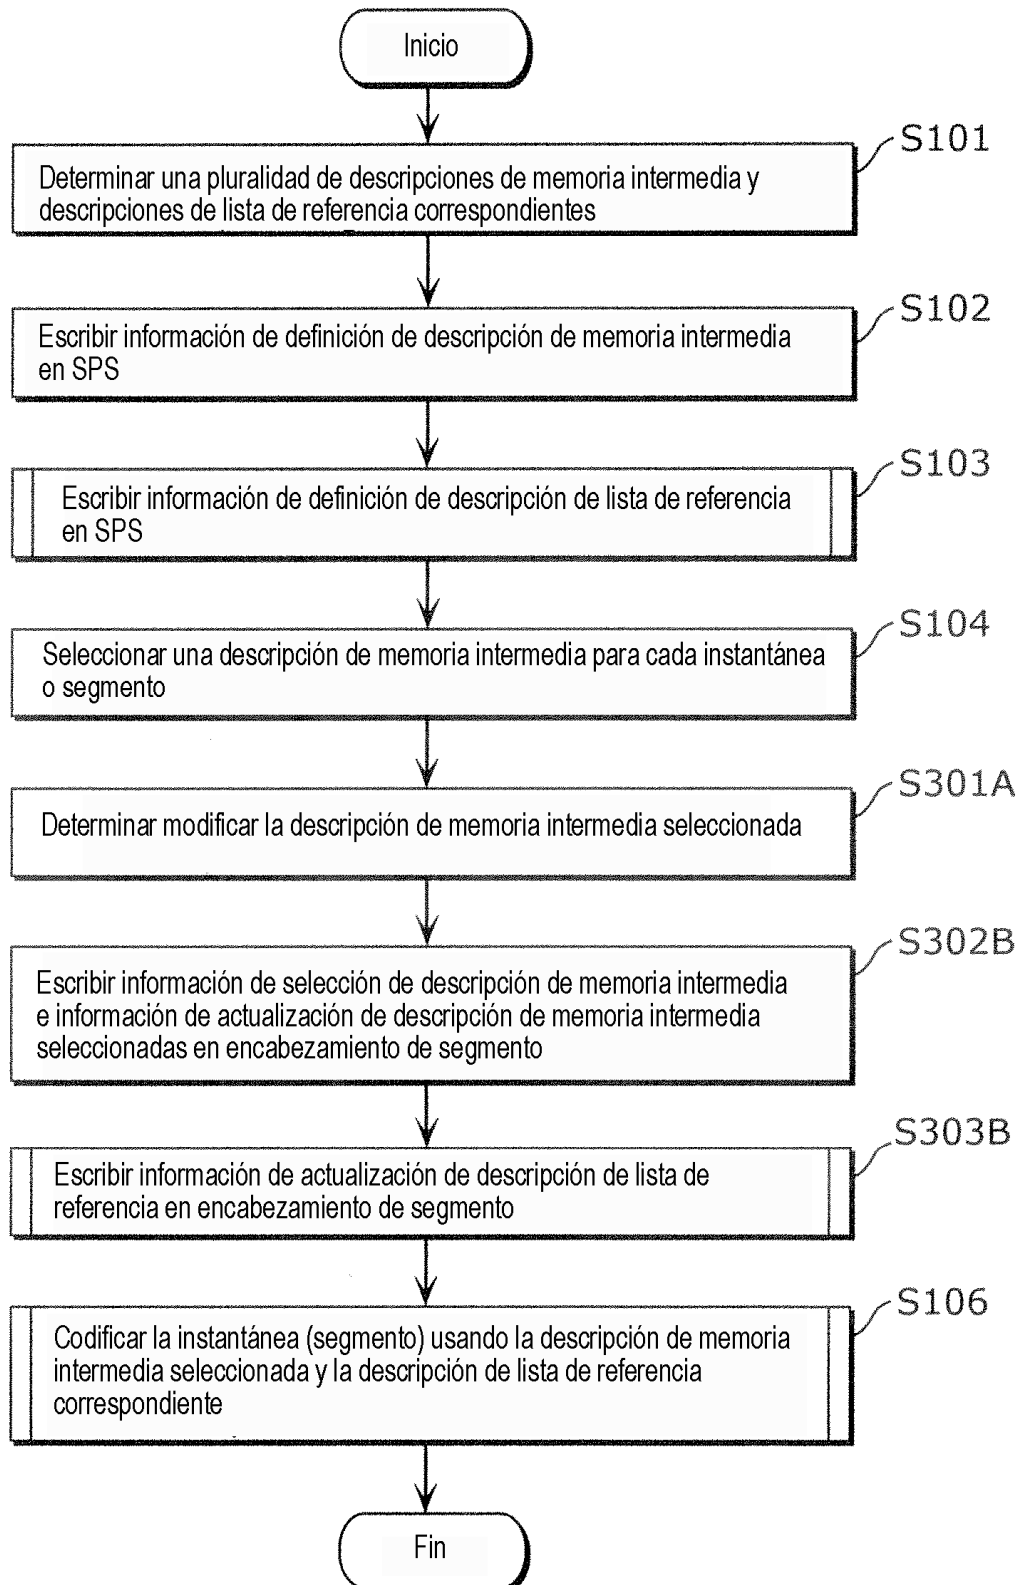 Inicio
S101
Determinar una pluralidad de descripciones de memoria intermedia y
descripciones de lista de referencia correspondientes
S102
Escribir información de definición de descripción de memoria intermedia
en SPS
S103
Escribir información de definición de descripción de lista de referencia
en SPS
S104
Seleccionar una descripción de memoria intermedia para cada instantánea
o segmento
S301A
Determinar modificar la descripción de memoria intermedia seleccionada
S302B
Escribir información de selección de descripción de memoria intermedia
e información de actualización de descripción de memoria intermedia
seleccionadas en encabezamiento de segmento
S303B
Escribir información de actualización de descripción de lista de
referencia en encabezamiento de segmento
S106
Codificar la instantánea (segmento) usando la descripción de memoria
intermedia seleccionada y la descripción de lista de referencia
correspondiente
Fin